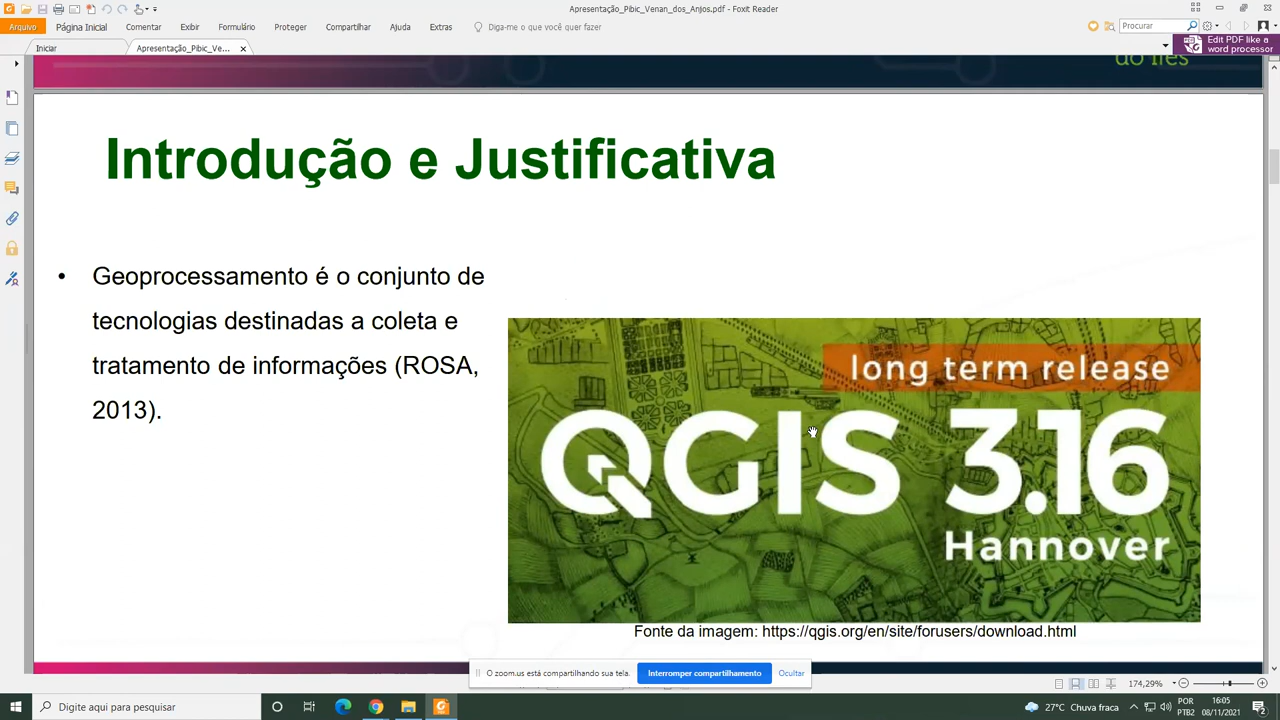 Apresentação_Pibic_Venan_dos_Anjos.pdf - Foxit Reader
Arquivo Página Inicial Comentar Exibir Formulário Proteger Compartilhar Ajuda Extras Diga-me o que você quer fazer Procurar
Iniciar Apresentação_Pibic_Ve... Edit PDF like a
word processor
do Ifes
Introdução e Justificativa
• Geoprocessamento é o conjunto de
tecnologias destinadas a coleta e
tratamento de informações (ROSA,
2013).
long term release
QGIS 3.16
Hannover
Fonte da imagem: https://qgis.org/en/site/forusers/download.html
O zoom.us está compartilhando sua tela. Interromper compartilhamento Ocultar
174,29%
Digite aqui para pesquisar
27°C Chuva fraca
POR
PTB2
16:05
08/11/2021
2